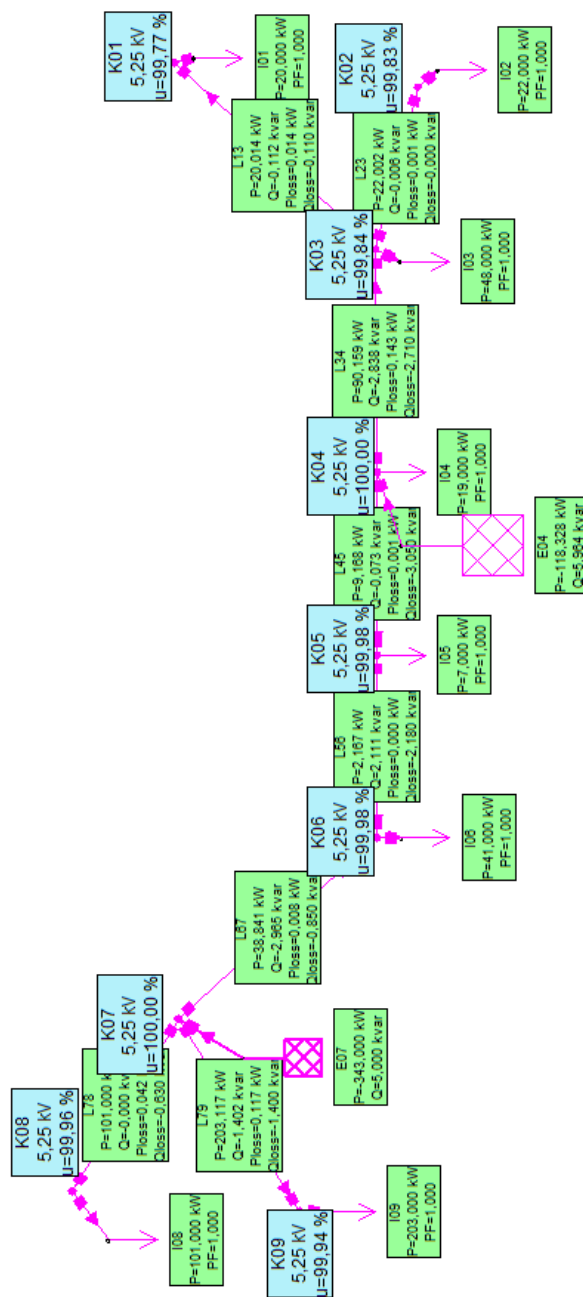 K01
5,25 kV
u=99,77 %
I01
P=20,000 kW
PF=1,000
L13
P=20,014 kW
Q=-0,112 kvar
Ploss=0,014 kW
Qloss=-0,110 kvar
K02
5,25 kV
u=99,83 %
I02
P=22,000 kW
PF=1,000
L23
P=22,002 kW
Q=-0,006 kvar
Ploss=0,001 kW
Qloss=-0,000 kvar
K03
5,25 kV
u=99,84 %
I03
P=48,000 kW
PF=1,000
L34
P=90,159 kW
Q=-2,838 kvar
Ploss=0,143 kW
Qloss=-2,710 kvar
K04
5,25 kV
u=100,00 %
I04
P=19,000 kW
PF=1,000
E04
P=-118,328 kW
Q=5,964 kvar
L45
P=9,168 kW
Q=-0,073 kvar
Ploss=0,001 kW
Qloss=-3,050 kvar
K05
5,25 kV
u=99,98 %
I05
P=7,000 kW
PF=1,000
L56
P=2,167 kW
Q=2,111 kvar
Ploss=0,000 kW
Qloss=-2,180 kvar
K06
5,25 kV
u=99,98 %
I06
P=41,000 kW
PF=1,000
L67
P=38,841 kW
Q=-2,965 kvar
Ploss=0,008 kW
Qloss=-0,850 kvar
K07
5,25 kV
u=100,00 %
E07
P=-343,000 kW
Q=5,000 kvar
L78
P=101,000 kW
Q=-0,000 kvar
Ploss=0,042
Qloss=-0,630
K08
5,25 kV
u=99,96 %
I08
P=101,000 kW
PF=1,000
L79
P=203,117 kW
Q=-1,402 kvar
Ploss=0,117 kW
Qloss=-1,400 kvar
K09
5,25 kV
u=99,94 %
I09
P=203,000 kW
PF=1,000